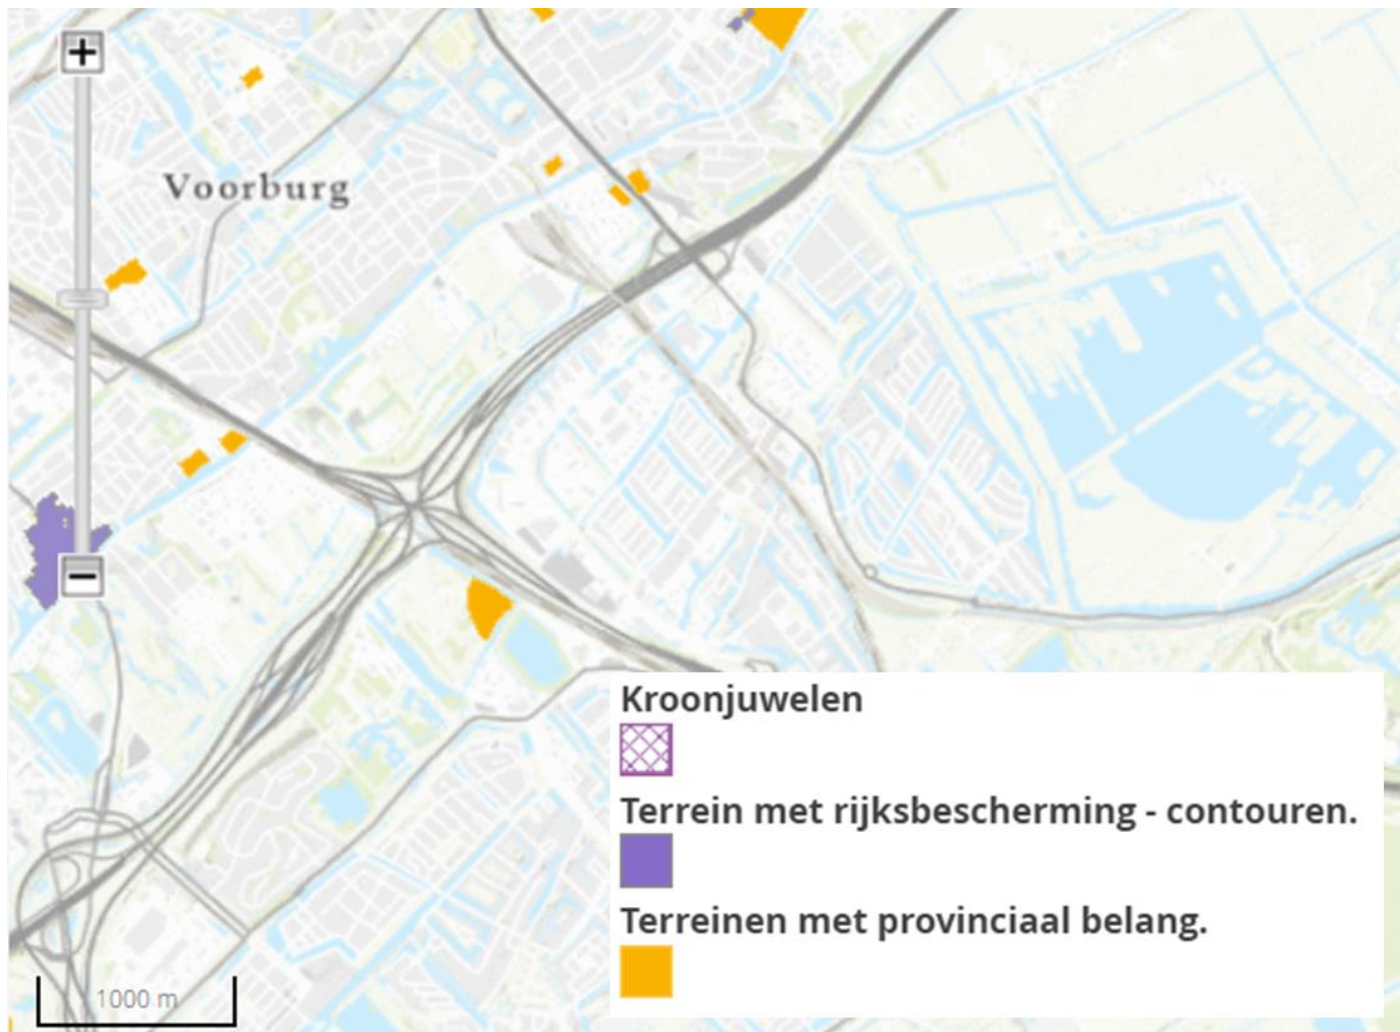 +
Voorburg
−
Kroonjuwelen
Terrein met rijksbescherming - contouren.
Terreinen met provinciaal belang.
1000 m